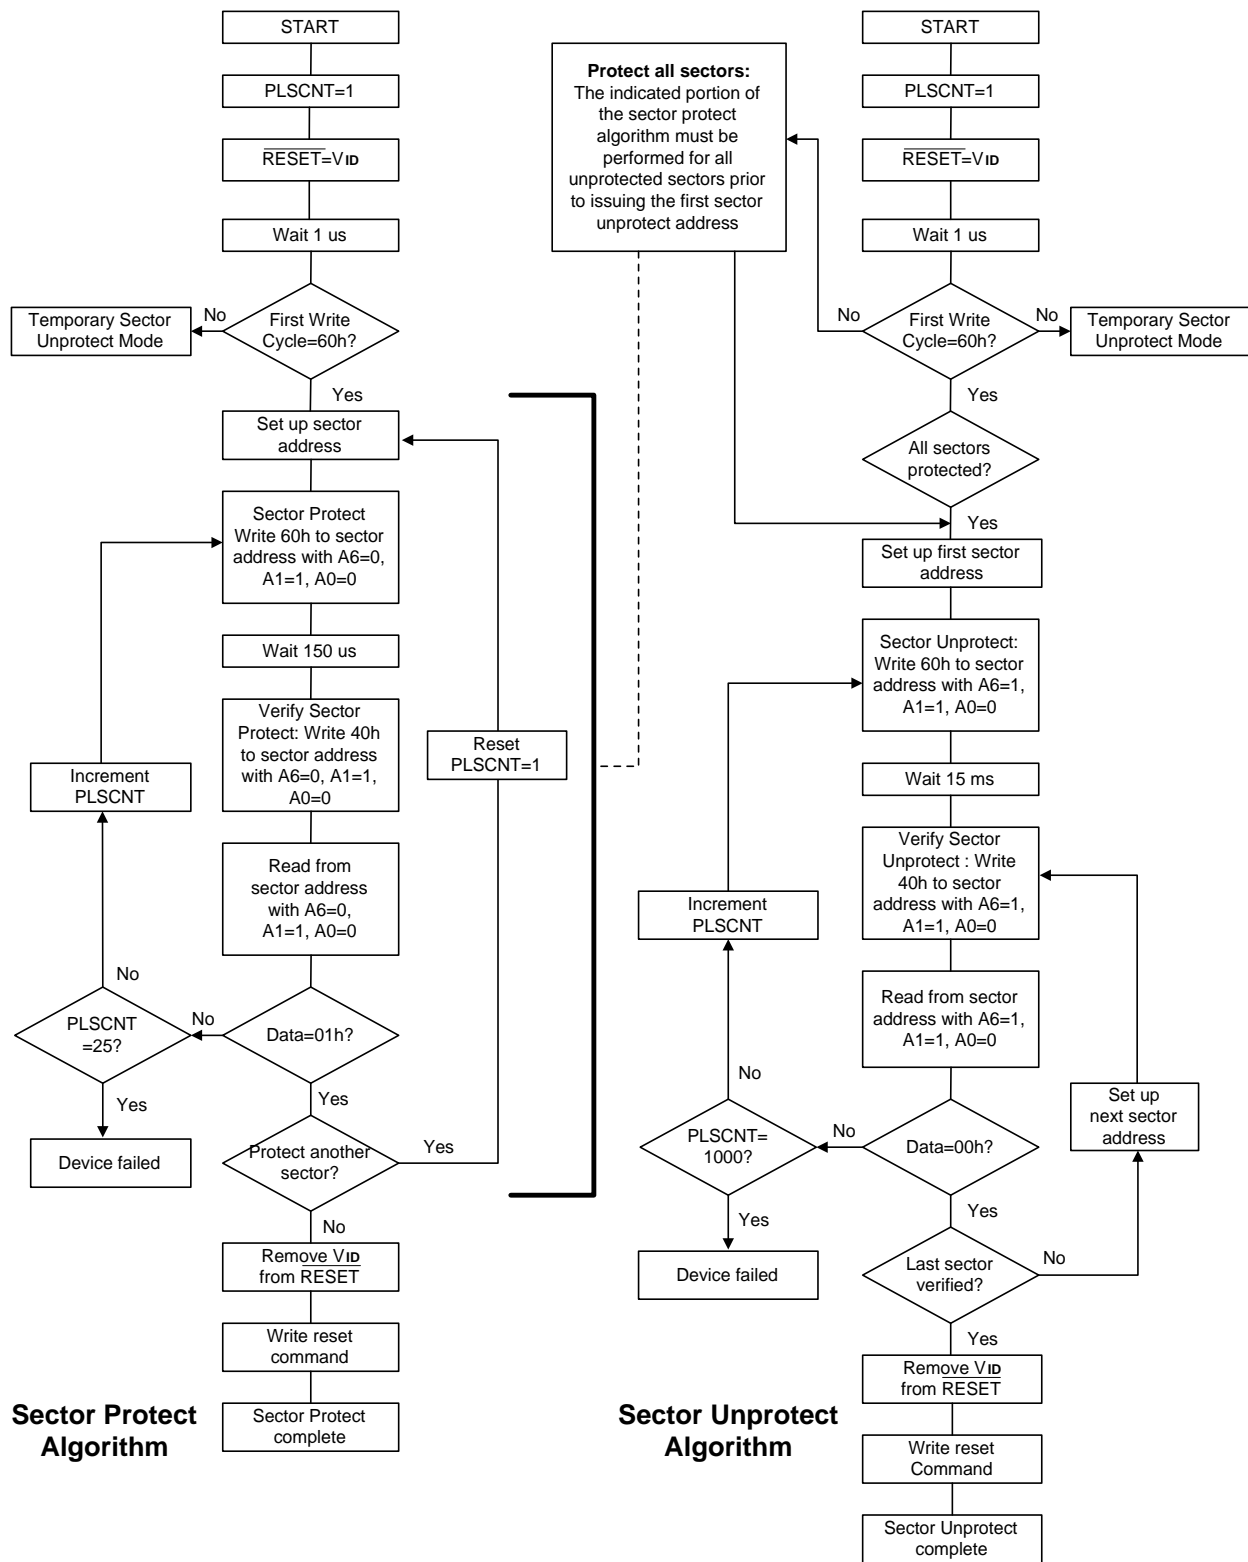 START
PLSCNT=1
RESET=VID
Wait 1 us
First Write
Cycle=60h?
No
Temporary Sector
Unprotect Mode
Yes
Set up sector
address
Sector Protect
Write 60h to sector
address with A6=0,
A1=1, A0=0
Wait 150 us
Verify Sector
Protect: Write 40h
to sector address
with A6=0, A1=1,
A0=0
Reset
PLSCNT=1
Increment
PLSCNT
Read from
sector address
with A6=0,
A1=1, A0=0
No
PLSCNT
=25?
No
Data=01h?
Yes
Device failed
Yes
Protect another
sector?
Yes
No
Remove VID
from RESET
Write reset
command
Sector Protect
complete
Sector Protect
Algorithm
Protect all sectors:
The indicated portion of
the sector protect
algorithm must be
performed for all
unprotected sectors prior
to issuing the first sector
unprotect address
START
PLSCNT=1
RESET=VID
Wait 1 us
No
First Write
Cycle=60h?
No
Temporary Sector
Unprotect Mode
Yes
All sectors
protected?
Yes
Set up first sector
address
Sector Unprotect:
Write 60h to sector
address with A6=1,
A1=1, A0=0
Wait 15 ms
Verify Sector
Unprotect : Write
40h to sector
address with A6=1,
A1=1, A0=0
Increment
PLSCNT
Read from sector
address with A6=1,
A1=1, A0=0
No
Set up
next sector
address
PLSCNT=
1000?
No
Data=00h?
Yes
Device failed
Yes
Last sector
verified?
No
Yes
Remove VID
from RESET
Write reset
Command
Sector Unprotect
complete
Sector Unprotect
Algorithm